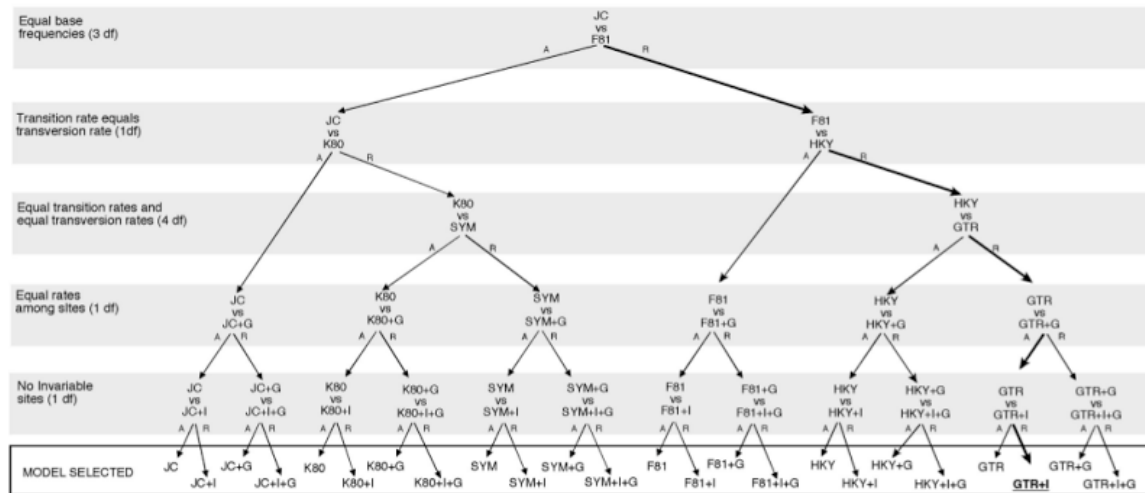 Equal base
frequencies (3 df)
JC
vs
F81
A R
Transition rate equals
transversion rate (1df)
JC
vs
K80
A R
F81
vs
HKY
A R
Equal transition rates and
equal transversion rates (4 df)
K80
vs
SYM
A R
HKY
vs
GTR
A R
Equal rates
among sites (1 df)
JC
vs
JC+G
A R
K80
vs
K80+G
A R
SYM
vs
SYM+G
A R
F81
vs
F81+G
A R
HKY
vs
HKY+G
A R
GTR
vs
GTR+G
A R
No Invariable
sites (1 df)
JC
vs
JC+I
A R
JC+G
vs
JC+I+G
A R
K80
vs
K80+I
A R
K80+G
vs
K80+I+G
A R
SYM
vs
SYM+I
A R
SYM+G
vs
SYM+I+G
A R
F81
vs
F81+I
A R
F81+G
vs
F81+I+G
A R
HKY
vs
HKY+I
A R
HKY+G
vs
HKY+I+G
A R
GTR
vs
GTR+I
A R
GTR+G
vs
GTR+I+G
A R
MODEL SELECTED
JC JC+G K80 K80+G SYM SYM+G F81 F81+G HKY HKY+G GTR GTR+G
JC+I JC+I+G K80+I K80+I+G SYM+I SYM+I+G F81+I F81+I+G HKY+I HKY+I+G GTR+I GTR+I+G